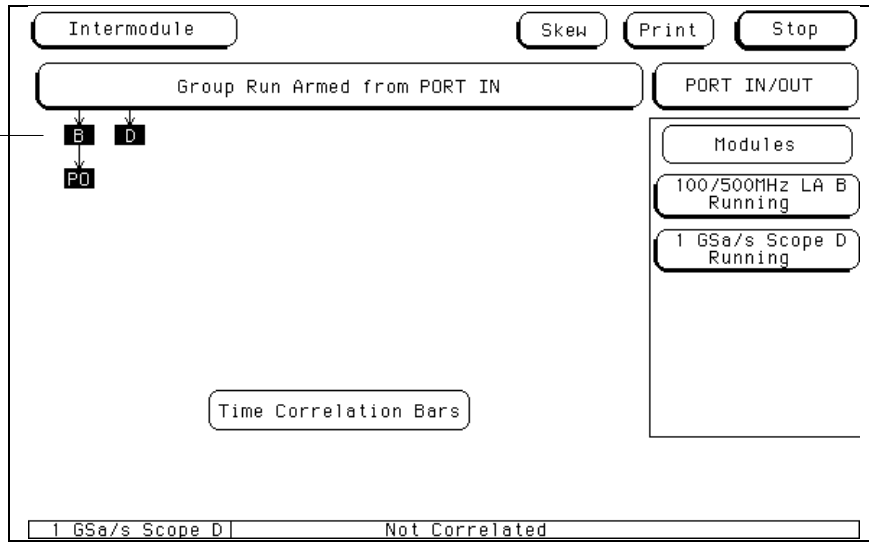 Intermodule
Skew
Print
Stop
Group Run Armed from PORT IN
PORT IN/OUT
B
D
PO
Modules
100/500MHz LA B
Running
1 GSa/s Scope D
Running
Time Correlation Bars
1 GSa/s Scope D
Not Correlated